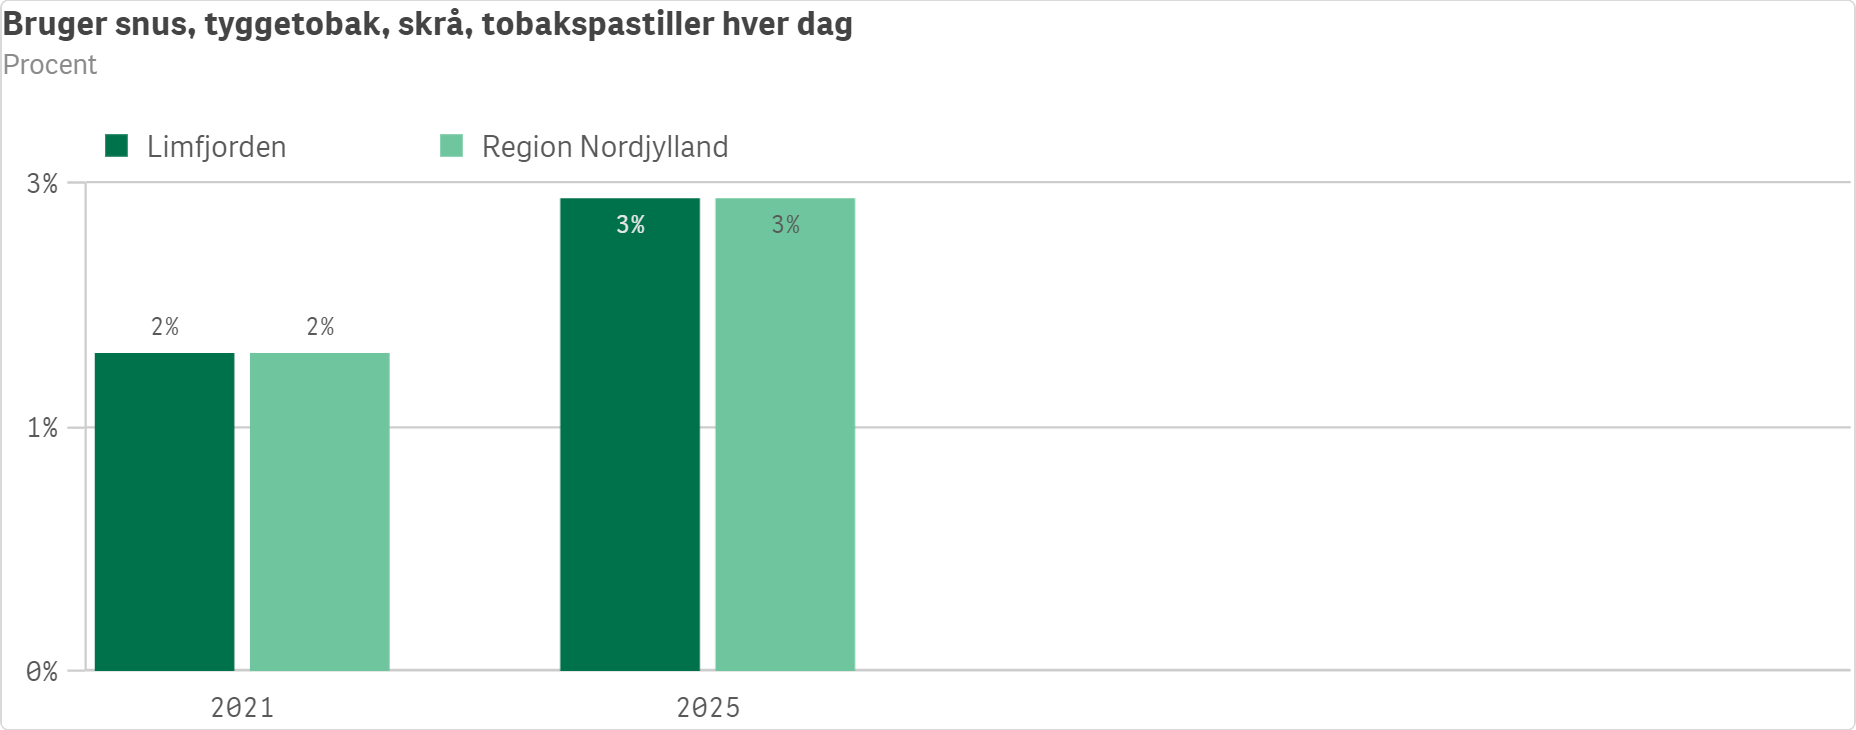 Bruger snus, tyggetobak, skrå, tobakspastiller hver dag
Procent
Limfjorden Region Nordjylland
3%
3% 3%
2% 2%
1%
0%
2021 2025